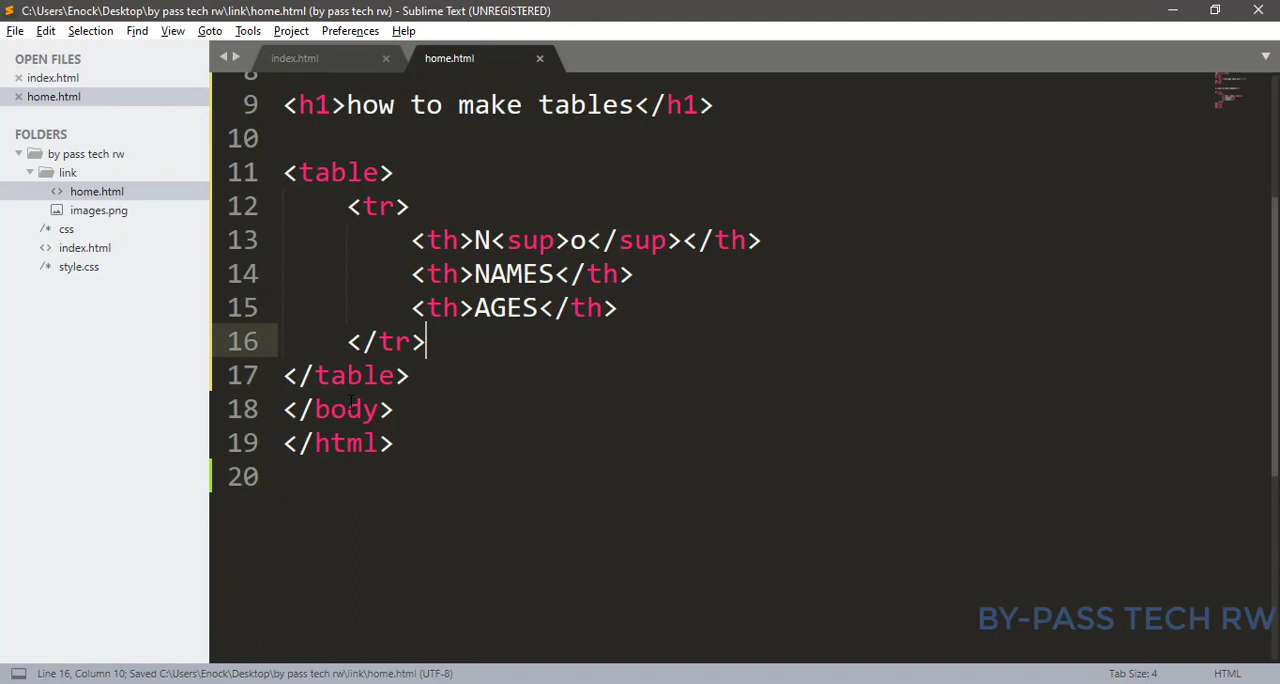 C:\Users\Enock\Desktop\by pass tech rw\link\home.html (by pass tech rw) - Sublime Text (UNREGISTERED)
File Edit Selection Find View Goto Tools Project Preferences Help
OPEN FILES
index.html
home.html
FOLDERS
by pass tech rw
link
home.html
images.png
css
index.html
style.css
index.html home.html
8
9 <h1>how to make tables</h1>
10
11 <table>
12 <tr>
13 <th>N<sup>o</sup></th>
14 <th>NAMES</th>
15 <th>AGES</th>
16 </tr>
17 </table>
18 </body>
19 </html>
20
BY-PASS TECH RW
Line 16, Column 10; Saved C:\Users\Enock\Desktop\by pass tech rw\link\home.html (UTF-8)
Tab Size: 4
HTML